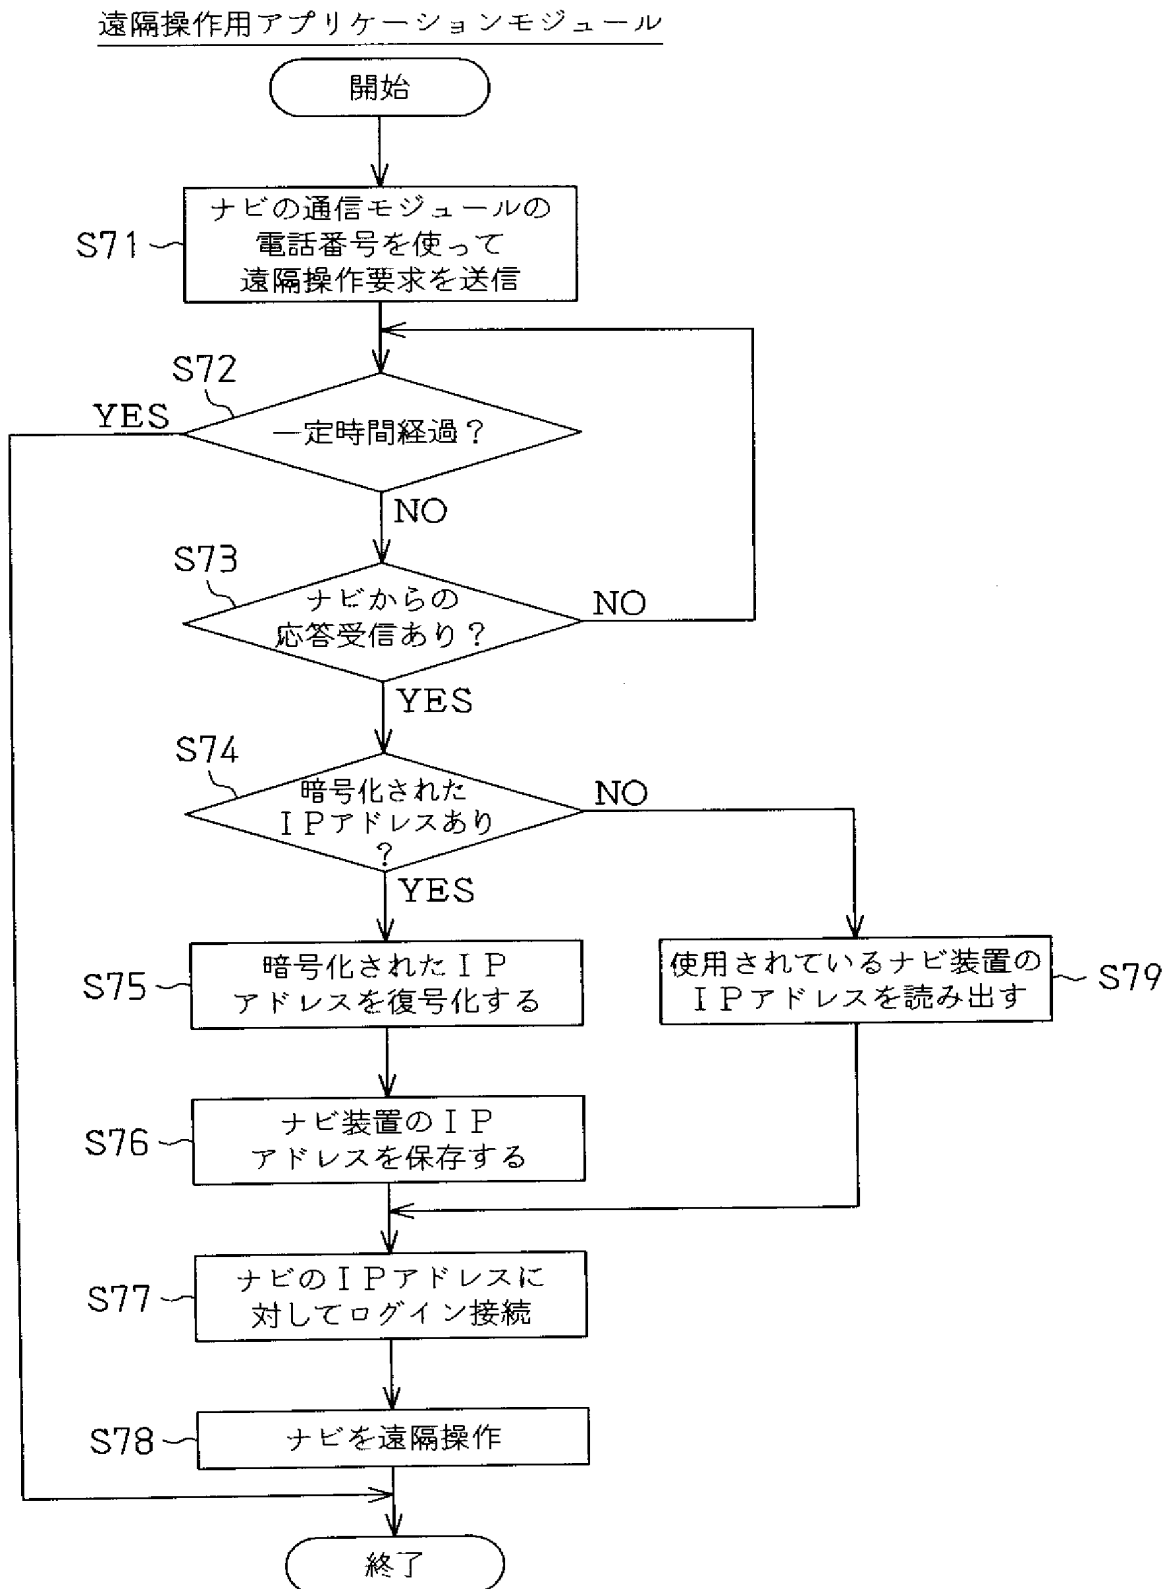 遠隔操作用アプリケーションモジュール
開始
ナビの通信モジュールの
電話番号を使って
遠隔操作要求を送信
S71
S72
YES
一定時間経過?
NO
S73
ナビからの
応答受信あり?
NO
YES
S74
暗号化された
IPアドレスあり
?
NO
YES
S75
暗号化されたIP
アドレスを復号化する
使用されているナビ装置の
IPアドレスを読み出す
S79
S76
ナビ装置のIP
アドレスを保存する
S77
ナビのIPアドレスに
対してログイン接続
S78
ナビを遠隔操作
終了